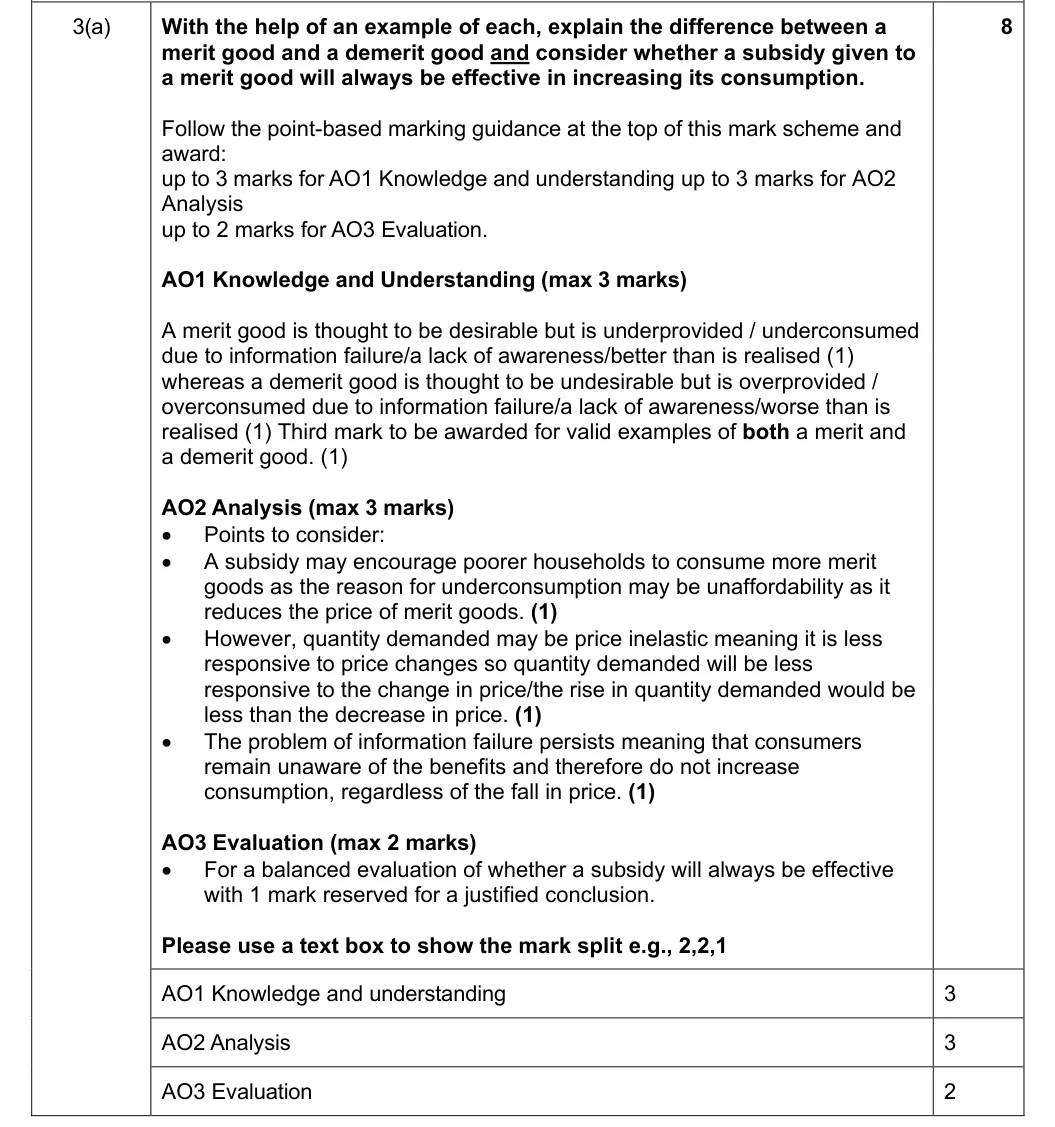 3(a)
With the help of an example of each, explain the difference between a
merit good and a demerit good and consider whether a subsidy given to
a merit good will always be effective in increasing its consumption.
8
Follow the point-based marking guidance at the top of this mark scheme and
award:
up to 3 marks for AO1 Knowledge and understanding up to 3 marks for AO2
Analysis
up to 2 marks for AO3 Evaluation.
AO1 Knowledge and Understanding (max 3 marks)
A merit good is thought to be desirable but is underprovided / underconsumed
due to information failure/a lack of awareness/better than is realised (1)
whereas a demerit good is thought to be undesirable but is overprovided /
overconsumed due to information failure/a lack of awareness/worse than is
realised (1) Third mark to be awarded for valid examples of both a merit and
a demerit good. (1)
AO2 Analysis (max 3 marks)
• Points to consider:
• A subsidy may encourage poorer households to consume more merit
goods as the reason for underconsumption may be unaffordability as it
reduces the price of merit goods. (1)
• However, quantity demanded may be price inelastic meaning it is less
responsive to price changes so quantity demanded will be less
responsive to the change in price/the rise in quantity demanded would be
less than the decrease in price. (1)
• The problem of information failure persists meaning that consumers
remain unaware of the benefits and therefore do not increase
consumption, regardless of the fall in price. (1)
AO3 Evaluation (max 2 marks)
• For a balanced evaluation of whether a subsidy will always be effective
with 1 mark reserved for a justified conclusion.
Please use a text box to show the mark split e.g., 2,2,1
AO1 Knowledge and understanding 3
AO2 Analysis 3
AO3 Evaluation 2